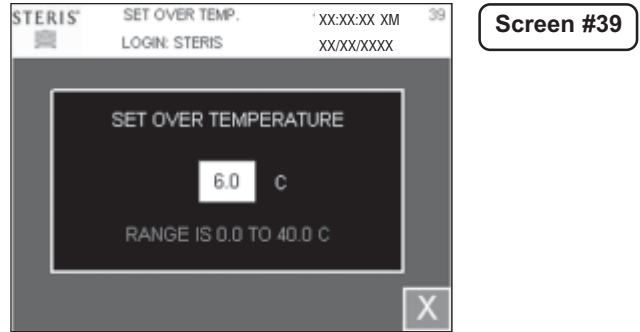 STERIS®
SET OVER TEMP.
XX:XX:XX XM
39
LOGIN: STERIS
XX/XX/XXXX
Screen #39
SET OVER TEMPERATURE
6.0 C
RANGE IS 0.0 TO 40.0 C
X